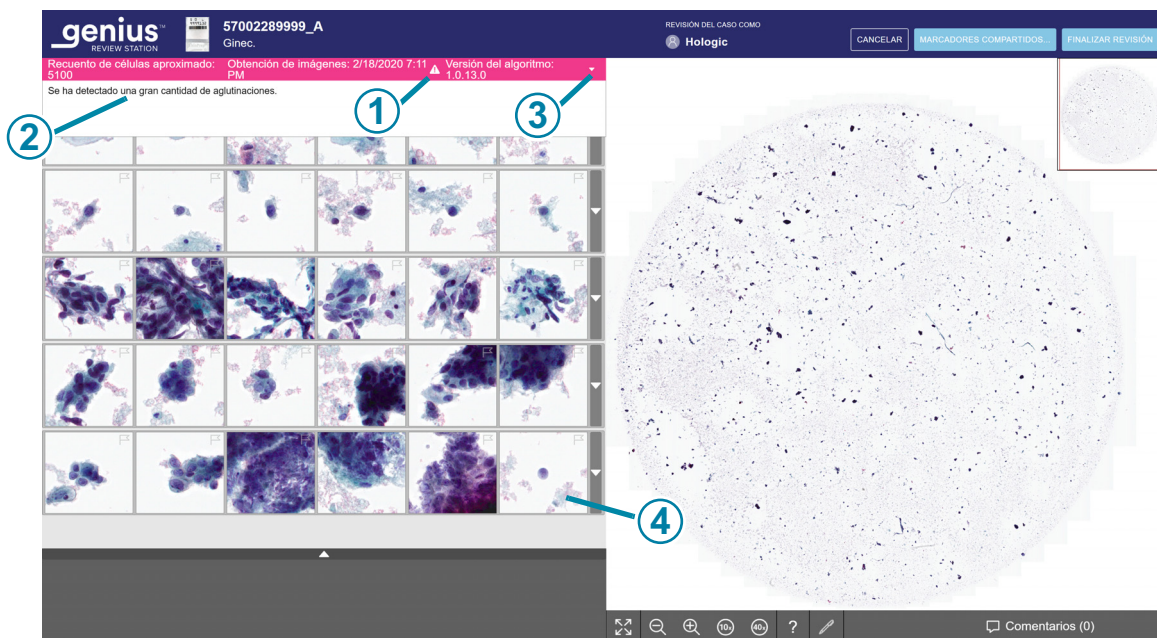 genius™
REVIEW STATION
57002289999_A
Ginec.
REVISIÓN DEL CASO COMO
Hologic
CANCELAR
MARCADORES COMPARTIDOS...
FINALIZAR REVISIÓN
Recuento de células aproximado:
5100
Obtención de imágenes: 2/18/2020 7:11
PM
Versión del algoritmo:
1.0.13.0
Se ha detectado una gran cantidad de aglutinaciones.
1
2
3
4
10x
40x
?
Comentarios (0)